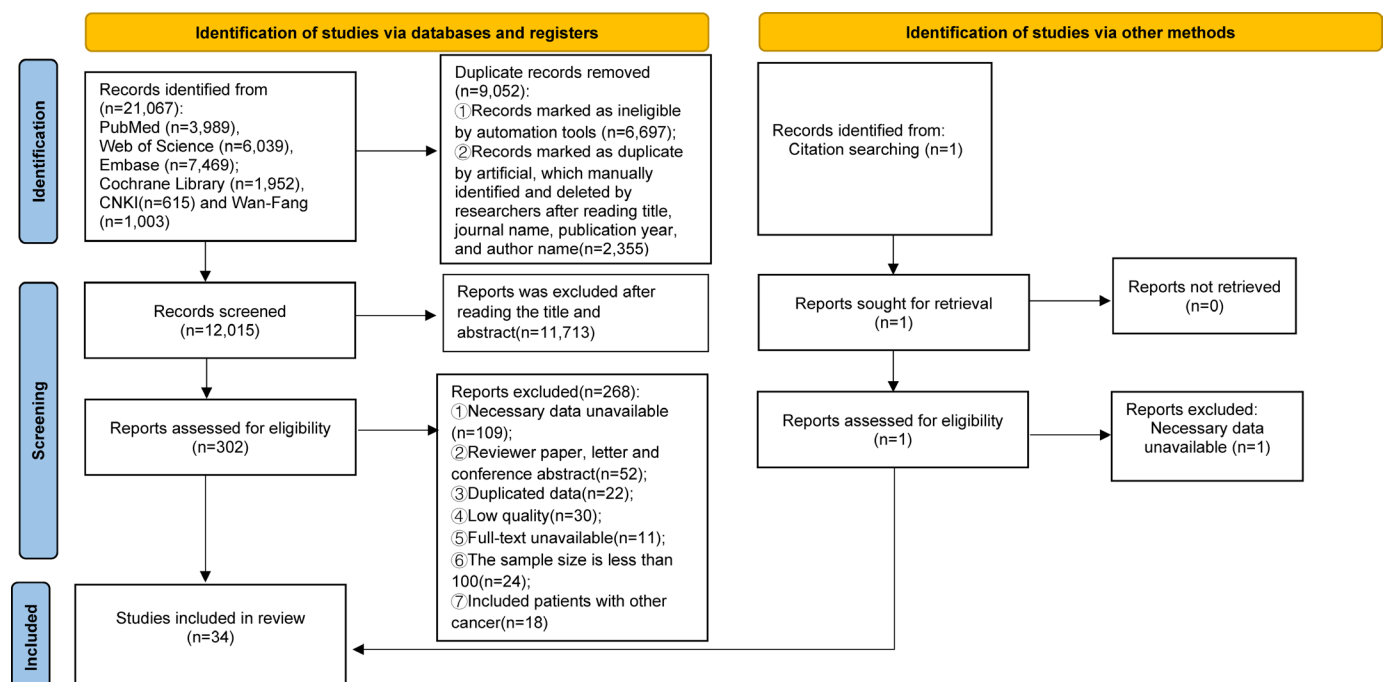 Identification of studies via databases and registers
Identification of studies via other methods
Identification
Records identified from
(n=21,067):
PubMed (n=3,989),
Web of Science (n=6,039),
Embase (n=7,469);
Cochrane Library (n=1,952),
CNKI(n=615) and Wan-Fang
(n=1,003)
Duplicate records removed
(n=9,052):
①Records marked as ineligible
by automation tools (n=6,697);
②Records marked as duplicate
by artificial, which manually
identified and deleted by
researchers after reading title,
journal name, publication year,
and author name(n=2,355)
Records identified from:
Citation searching (n=1)
Screening
Records screened
(n=12,015)
Reports was excluded after
reading the title and
abstract(n=11,713)
Reports sought for retrieval
(n=1)
Reports not retrieved
(n=0)
Reports assessed for eligibility
(n=302)
Reports excluded(n=268):
①Necessary data unavailable
(n=109);
②Reviewer paper, letter and
conference abstract(n=52);
③Duplicated data(n=22);
④Low quality(n=30);
⑤Full-text unavailable(n=11);
⑥The sample size is less than
100(n=24);
⑦Included patients with other
cancer(n=18)
Reports assessed for eligibility
(n=1)
Reports excluded:
Necessary data
unavailable (n=1)
Included
Studies included in review
(n=34)